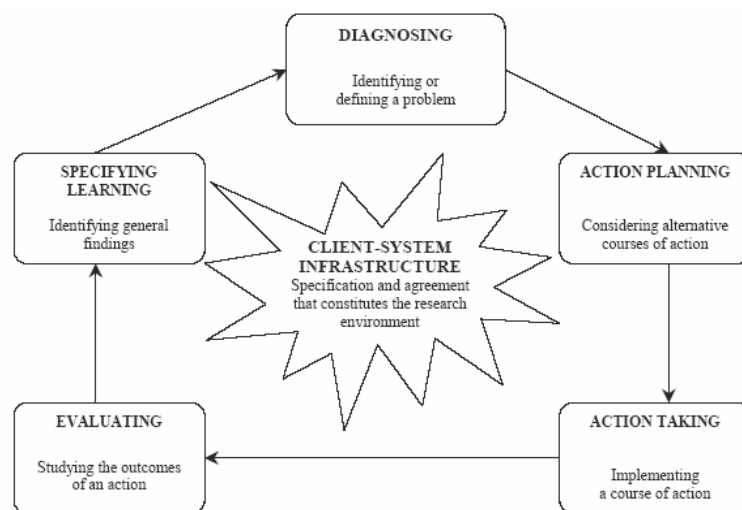 DIAGNOSING
Identifying or
defining a problem
ACTION PLANNING
Considering alternative
courses of action
ACTION TAKING
Implementing
a course of action
EVALUATING
Studying the outcomes
of an action
SPECIFYING
LEARNING
Identifying general
findings
CLIENT-SYSTEM
INFRASTRUCTURE
Specification and agreement
that constitutes the research
environment